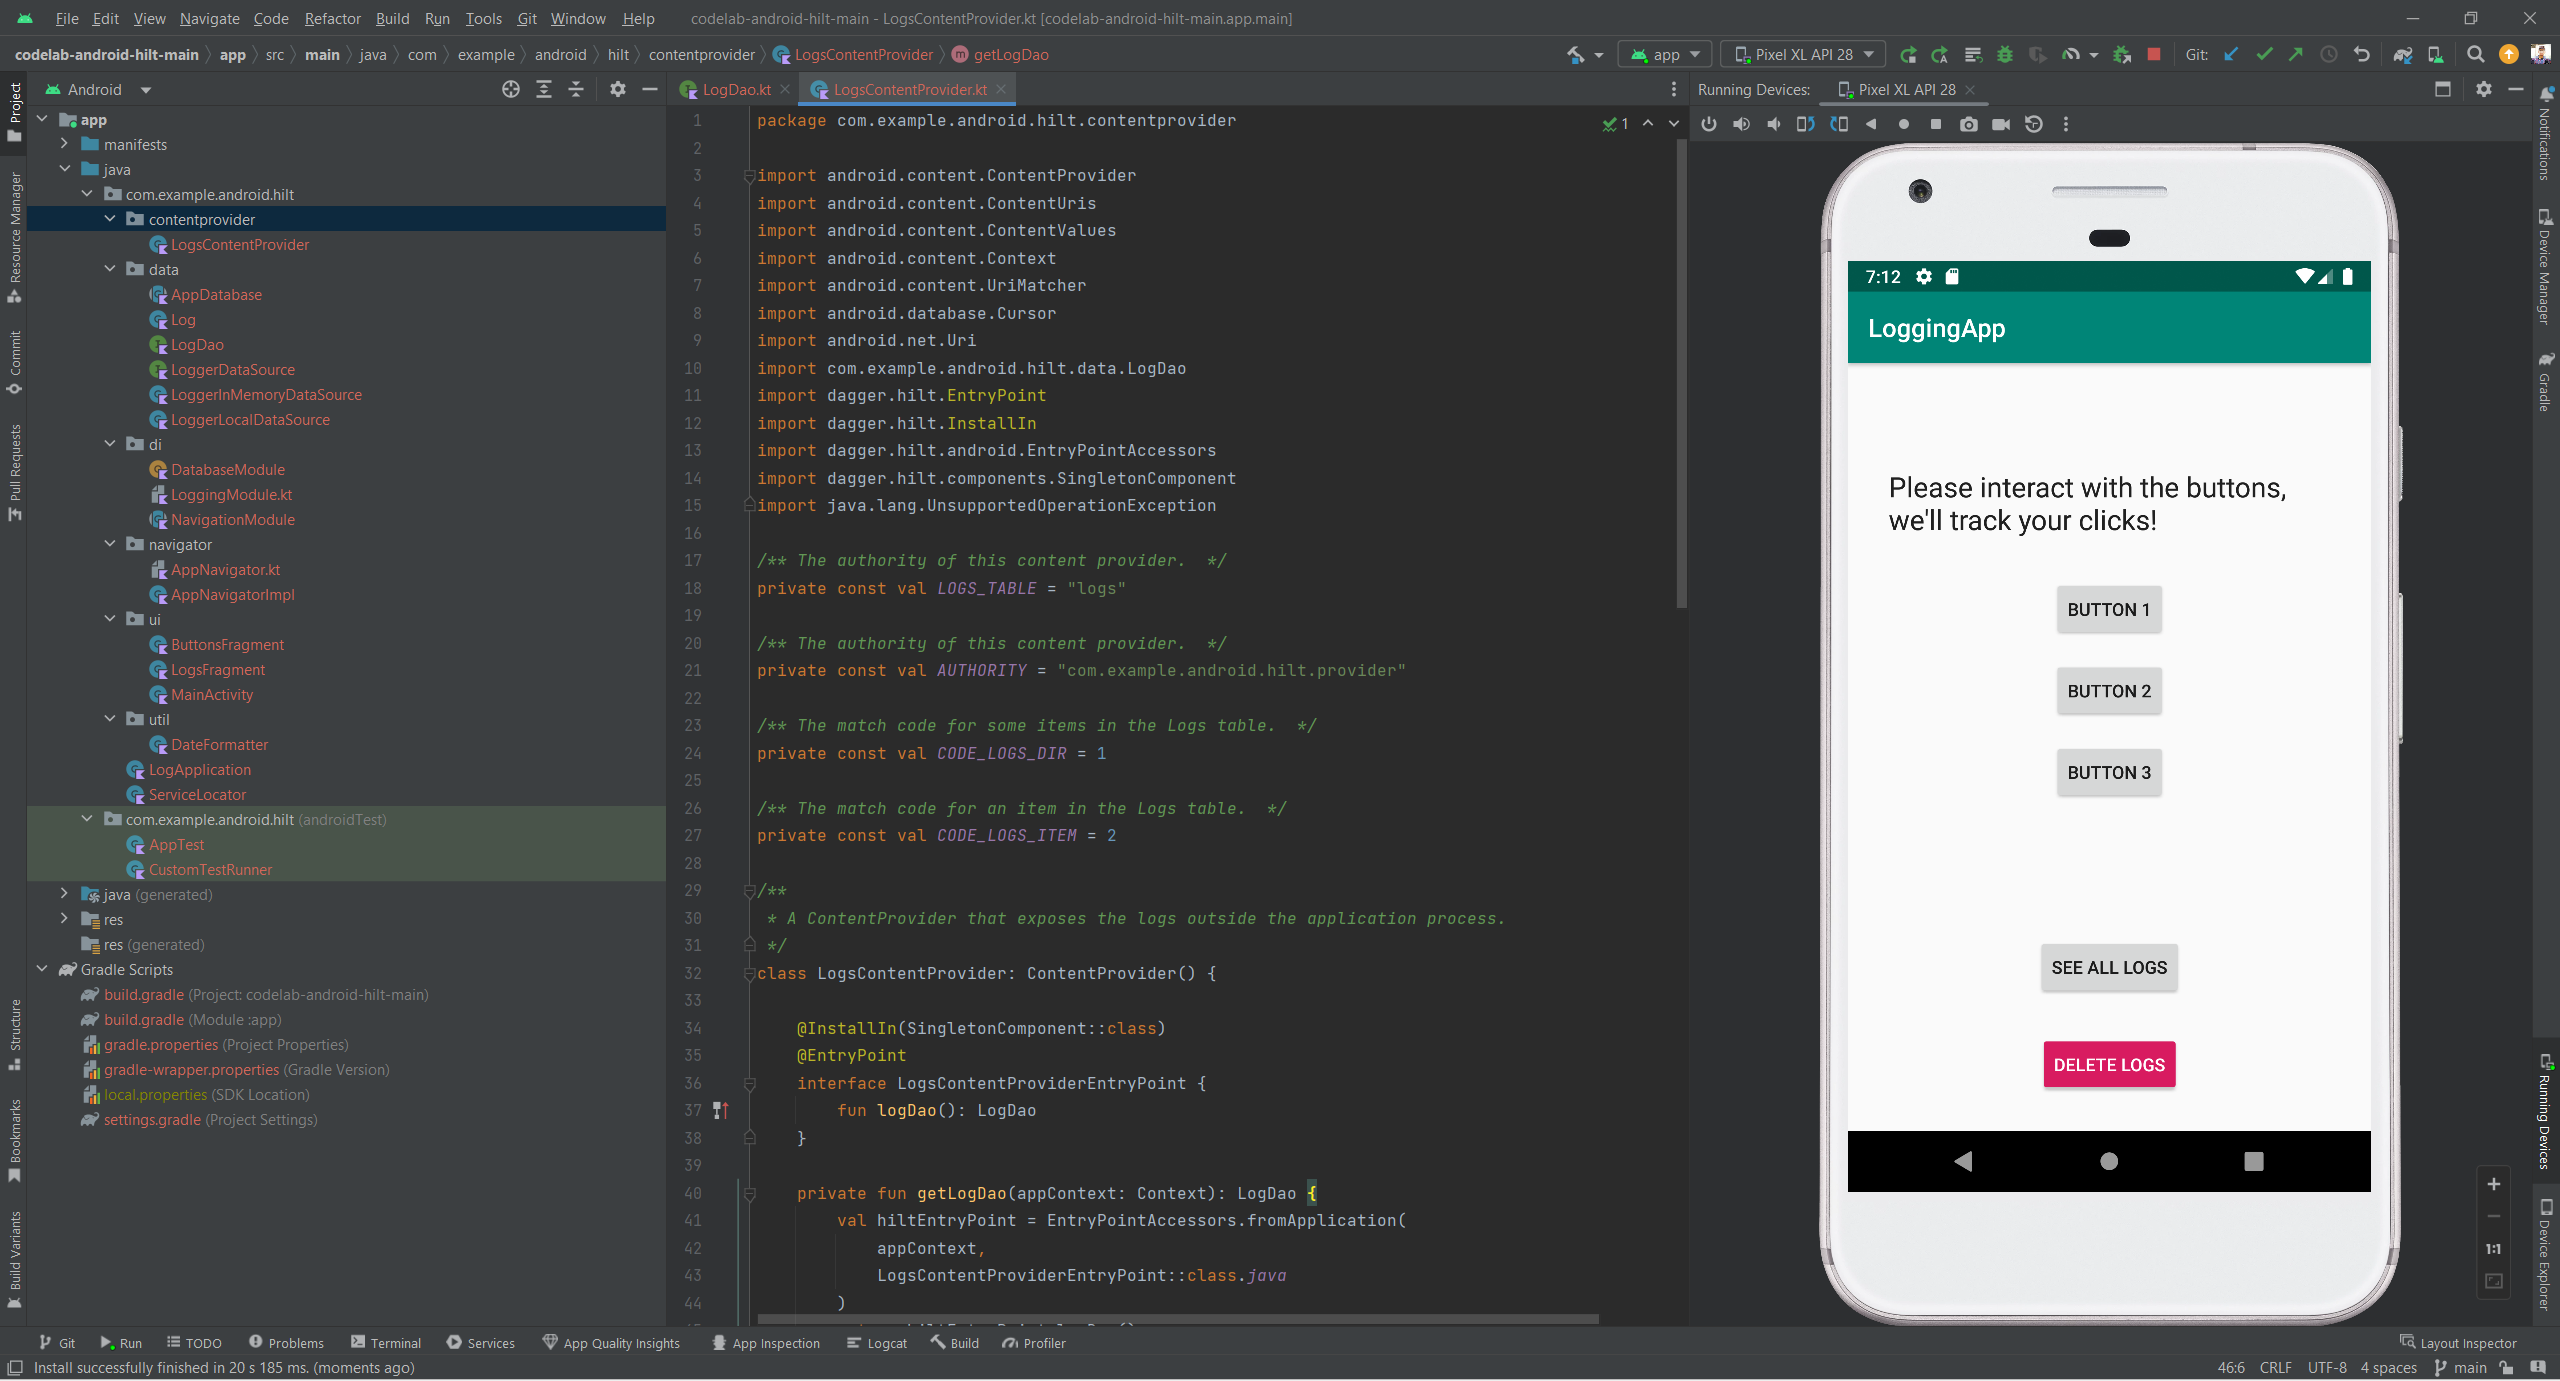 File Edit View Navigate Code Refactor Build Run Tools Git Window Help codelab-android-hilt-main - LogsContentProvider.kt [codelab-android-hilt-main.app.main]
codelab-android-hilt-main app src main java com example android hilt contentprovider LogsContentProvider getLogDao app Pixel XL API 28 Git:
Project
Resource Manager
Commit
Pull Requests
Structure
Bookmarks
Build Variants
Android
app
manifests
java
com.example.android.hilt
contentprovider
LogsContentProvider
data
AppDatabase
Log
LogDao
LoggerDataSource
LoggerInMemoryDataSource
LoggerLocalDataSource
di
DatabaseModule
LoggingModule.kt
NavigationModule
navigator
AppNavigator.kt
AppNavigatorImpl
ui
ButtonsFragment
LogsFragment
MainActivity
util
DateFormatter
LogApplication
ServiceLocator
com.example.android.hilt (androidTest)
AppTest
CustomTestRunner
java (generated)
res
res (generated)
Gradle Scripts
build.gradle (Project: codelab-android-hilt-main)
build.gradle (Module :app)
gradle.properties (Project Properties)
gradle-wrapper.properties (Gradle Version)
local.properties (SDK Location)
settings.gradle (Project Settings)
LogDao.kt LogsContentProvider.kt
1
1 package com.example.android.hilt.contentprovider
2
3 import android.content.ContentProvider
4 import android.content.ContentUris
5 import android.content.ContentValues
6 import android.content.Context
7 import android.content.UriMatcher
8 import android.database.Cursor
9 import android.net.Uri
10 import com.example.android.hilt.data.LogDao
11 import dagger.hilt.EntryPoint
12 import dagger.hilt.InstallIn
13 import dagger.hilt.android.EntryPointAccessors
14 import dagger.hilt.components.SingletonComponent
15 import java.lang.UnsupportedOperationException
16
17 /** The authority of this content provider.  */
18 private const val LOGS_TABLE = "logs"
19
20 /** The authority of this content provider.  */
21 private const val AUTHORITY = "com.example.android.hilt.provider"
22
23 /** The match code for some items in the Logs table.  */
24 private const val CODE_LOGS_DIR = 1
25
26 /** The match code for an item in the Logs table.  */
27 private const val CODE_LOGS_ITEM = 2
28
29 /**
30 * A ContentProvider that exposes the logs outside the application process.
31 */
32 class LogsContentProvider: ContentProvider() {
33
34 @InstallIn(SingletonComponent::class)
35 @EntryPoint
36 interface LogsContentProviderEntryPoint {
37 fun logDao(): LogDao
38 }
39
40 private fun getLogDao(appContext: Context): LogDao {
41 val hiltEntryPoint = EntryPointAccessors.fromApplication(
42 appContext,
43 LogsContentProviderEntryPoint::class.java
44 )
Running Devices: Pixel XL API 28
7:12
LoggingApp
Please interact with the buttons,
we'll track your clicks!
BUTTON 1
BUTTON 2
BUTTON 3
SEE ALL LOGS
DELETE LOGS
1:1
Notifications
Device Manager
Gradle
Running Devices
Device Explorer
Git Run TODO Problems Terminal Services App Quality Insights App Inspection Logcat Build Profiler Layout Inspector
Install successfully finished in 20 s 185 ms. (moments ago) 46:6 CRLF UTF-8 4 spaces main